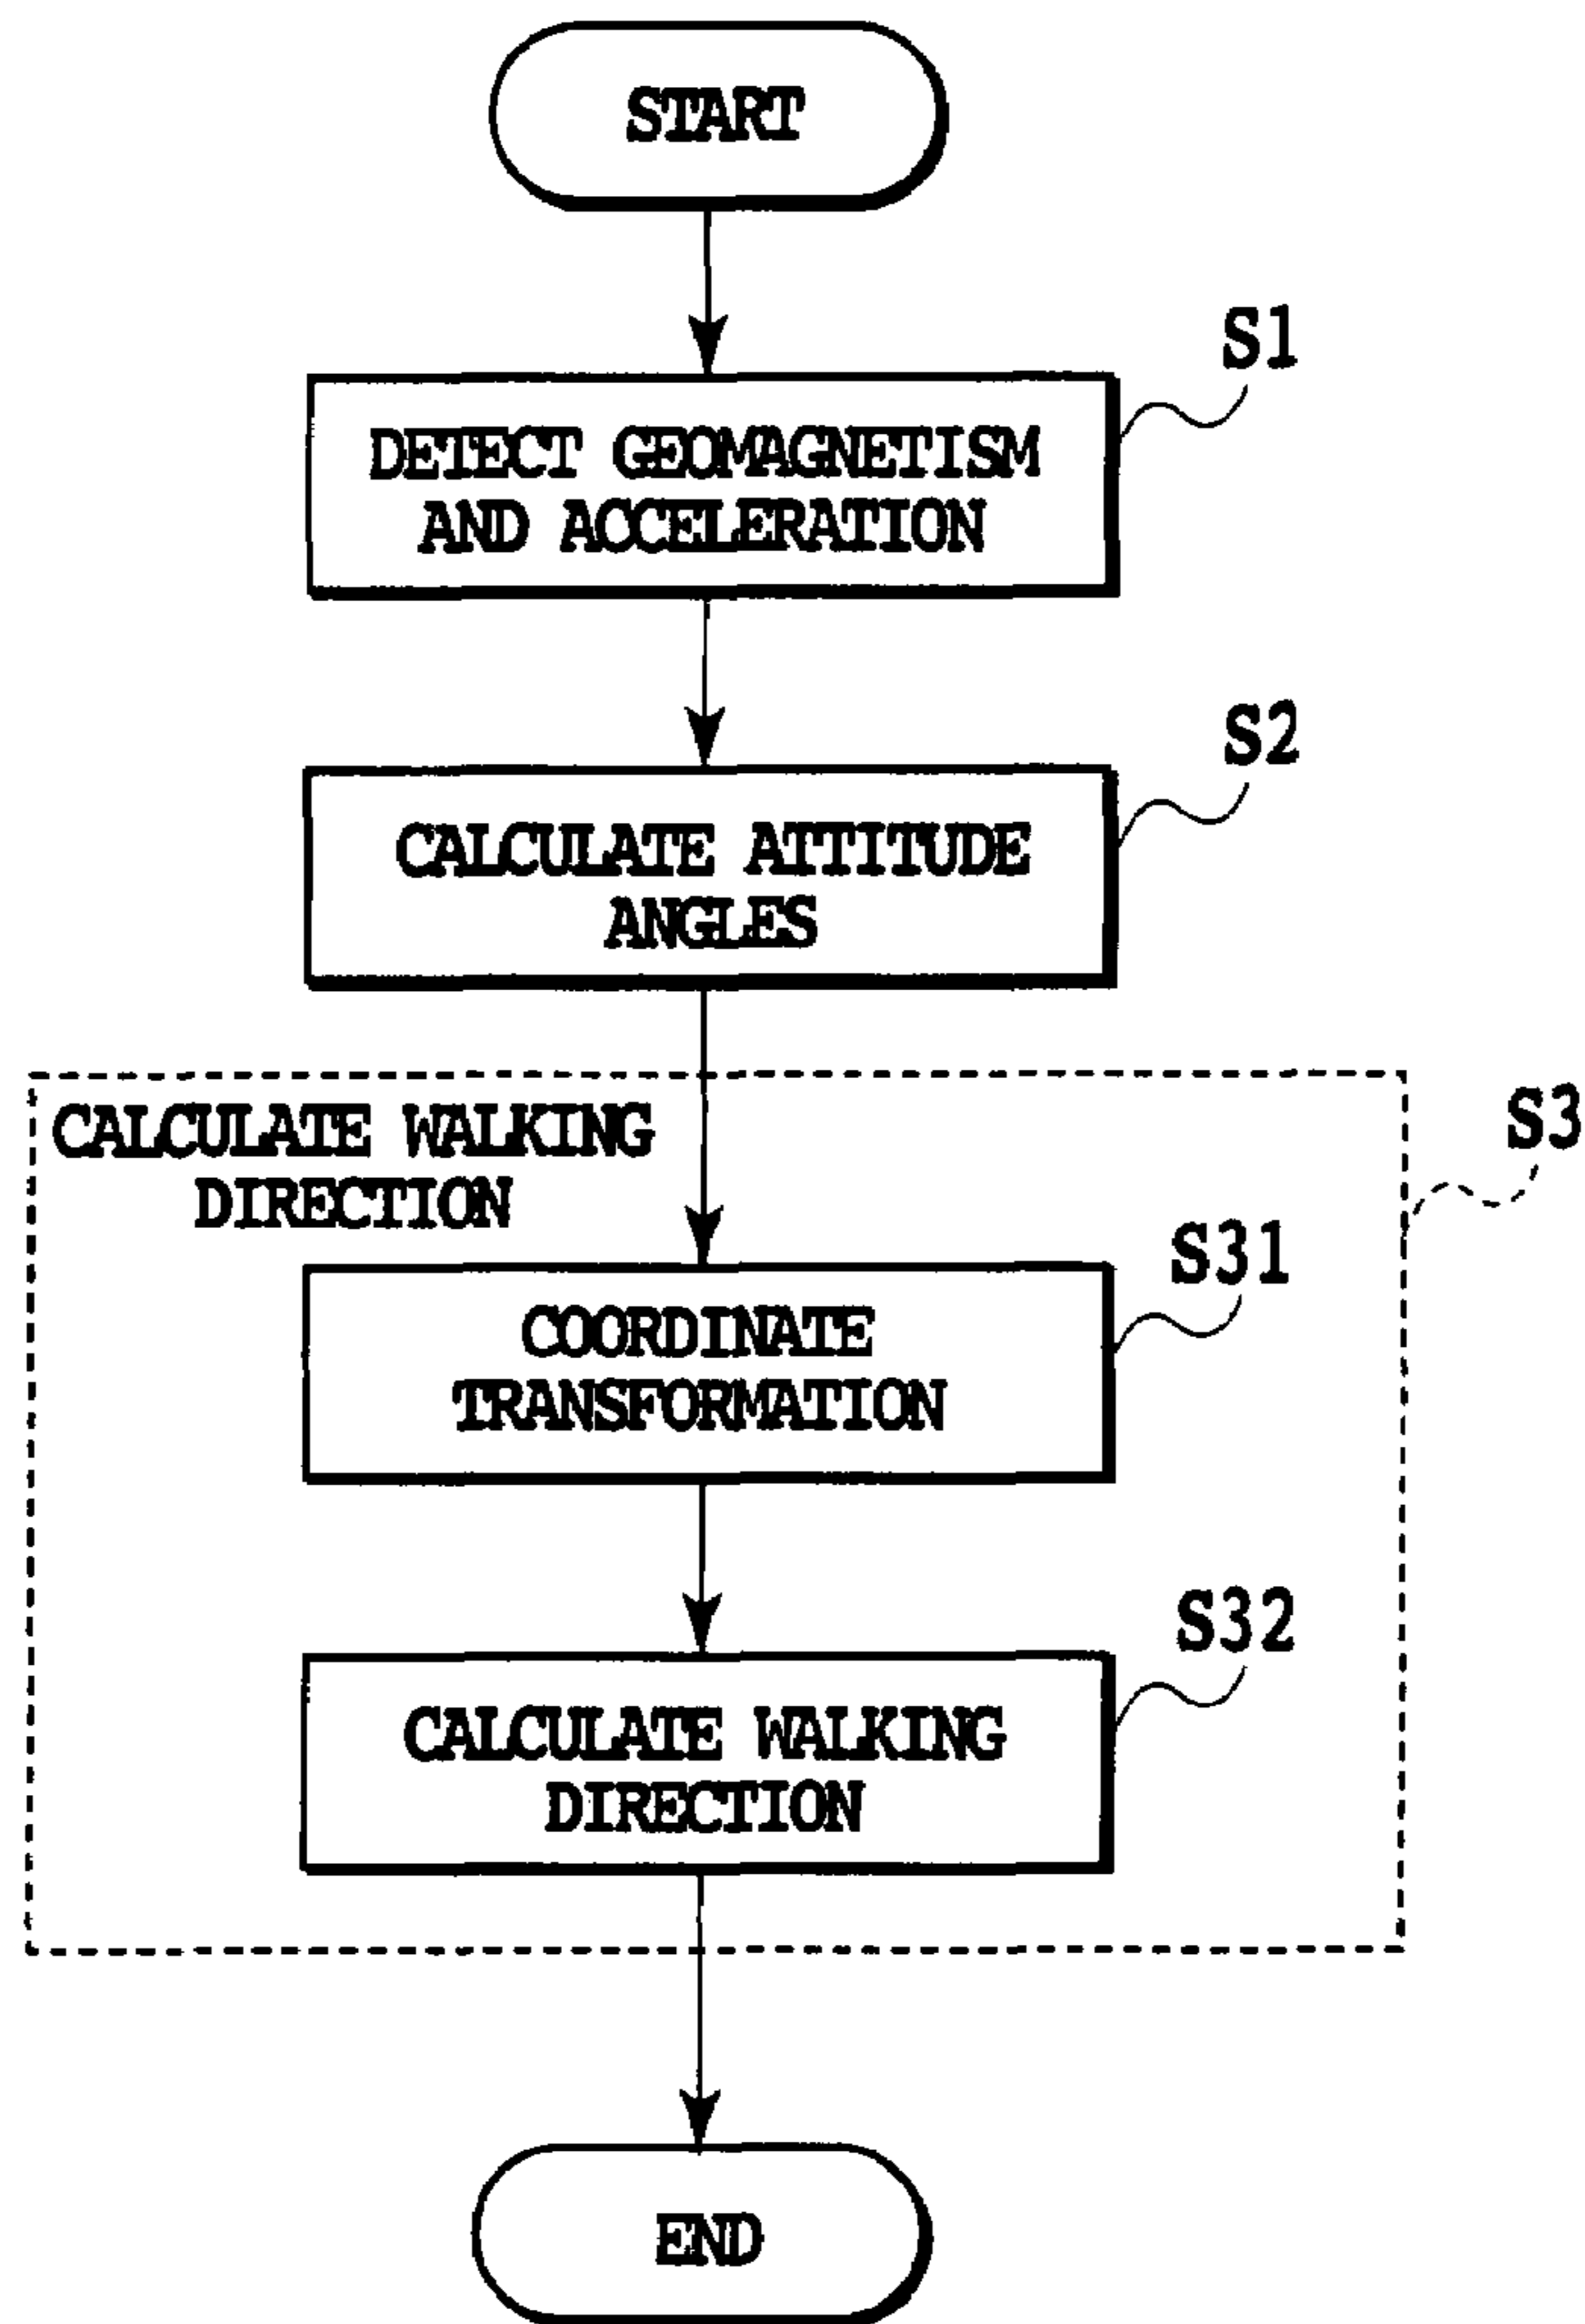 START
S1
DETECT GEOMAGNETISM
AND ACCELERATION
S2
CALCULATE ATTITUDE
ANGLES
S3
CALCULATE WALKING
DIRECTION
S31
COORDINATE
TRANSFORMATION
S32
CALCULATE WALKING
DIRECTION
END